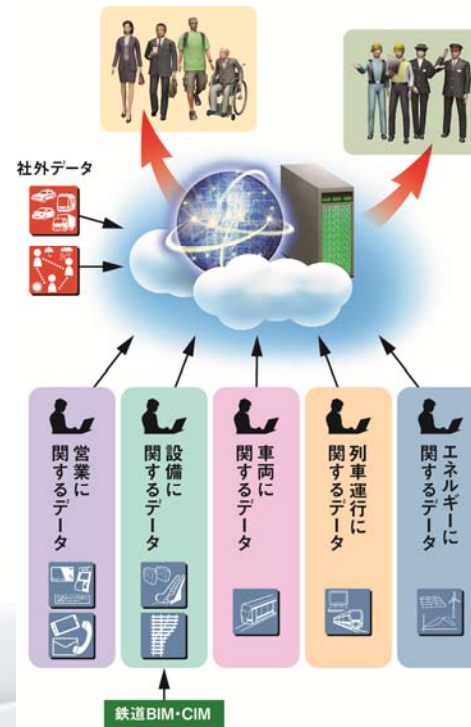 社外データ
営業に
関するデータ
設備に
関するデータ
車両に
関するデータ
列車運行に
関するデータ
エネルギーに
関するデータ
鉄道BIM・CIM